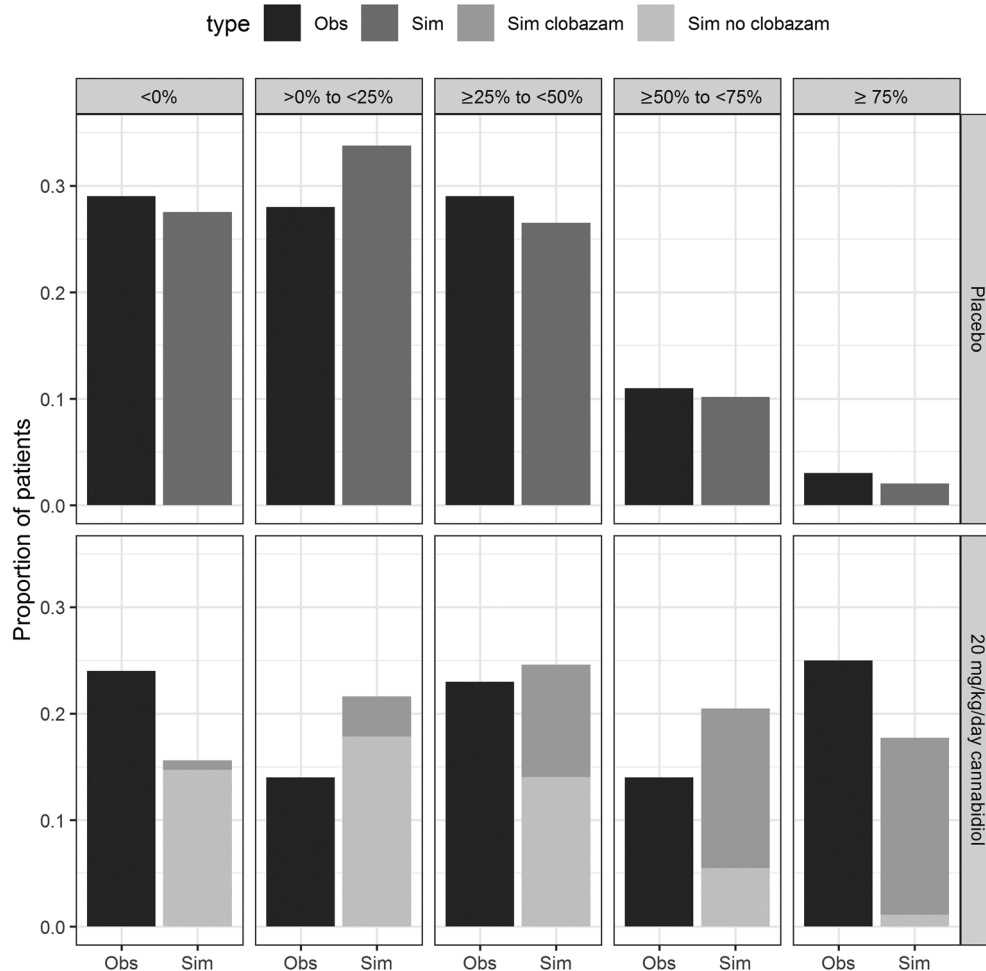 type Obs Sim Sim clobazam Sim no clobazam
<0% >0% to <25% ≥25% to <50% ≥50% to <75% ≥ 75%
Proportion of patients
0.3
0.2
0.1
0.0
Placebo
0.3
0.2
0.1
0.0
20 mg/kg/day cannabidiol
Obs Sim Obs Sim Obs Sim Obs Sim Obs Sim